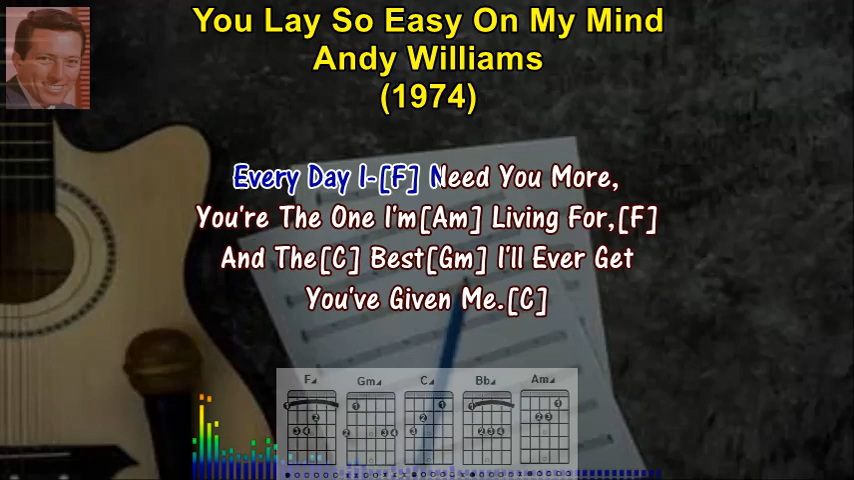 You Lay So Easy On My Mind
Andy Williams
(1974)
Every Day I-[F] Need You More,
You're The One I'm[Am] Living For,[F]
And The[C] Best[Gm] I'll Ever Get
You've Given Me.[C]
F Gm C Bb Am